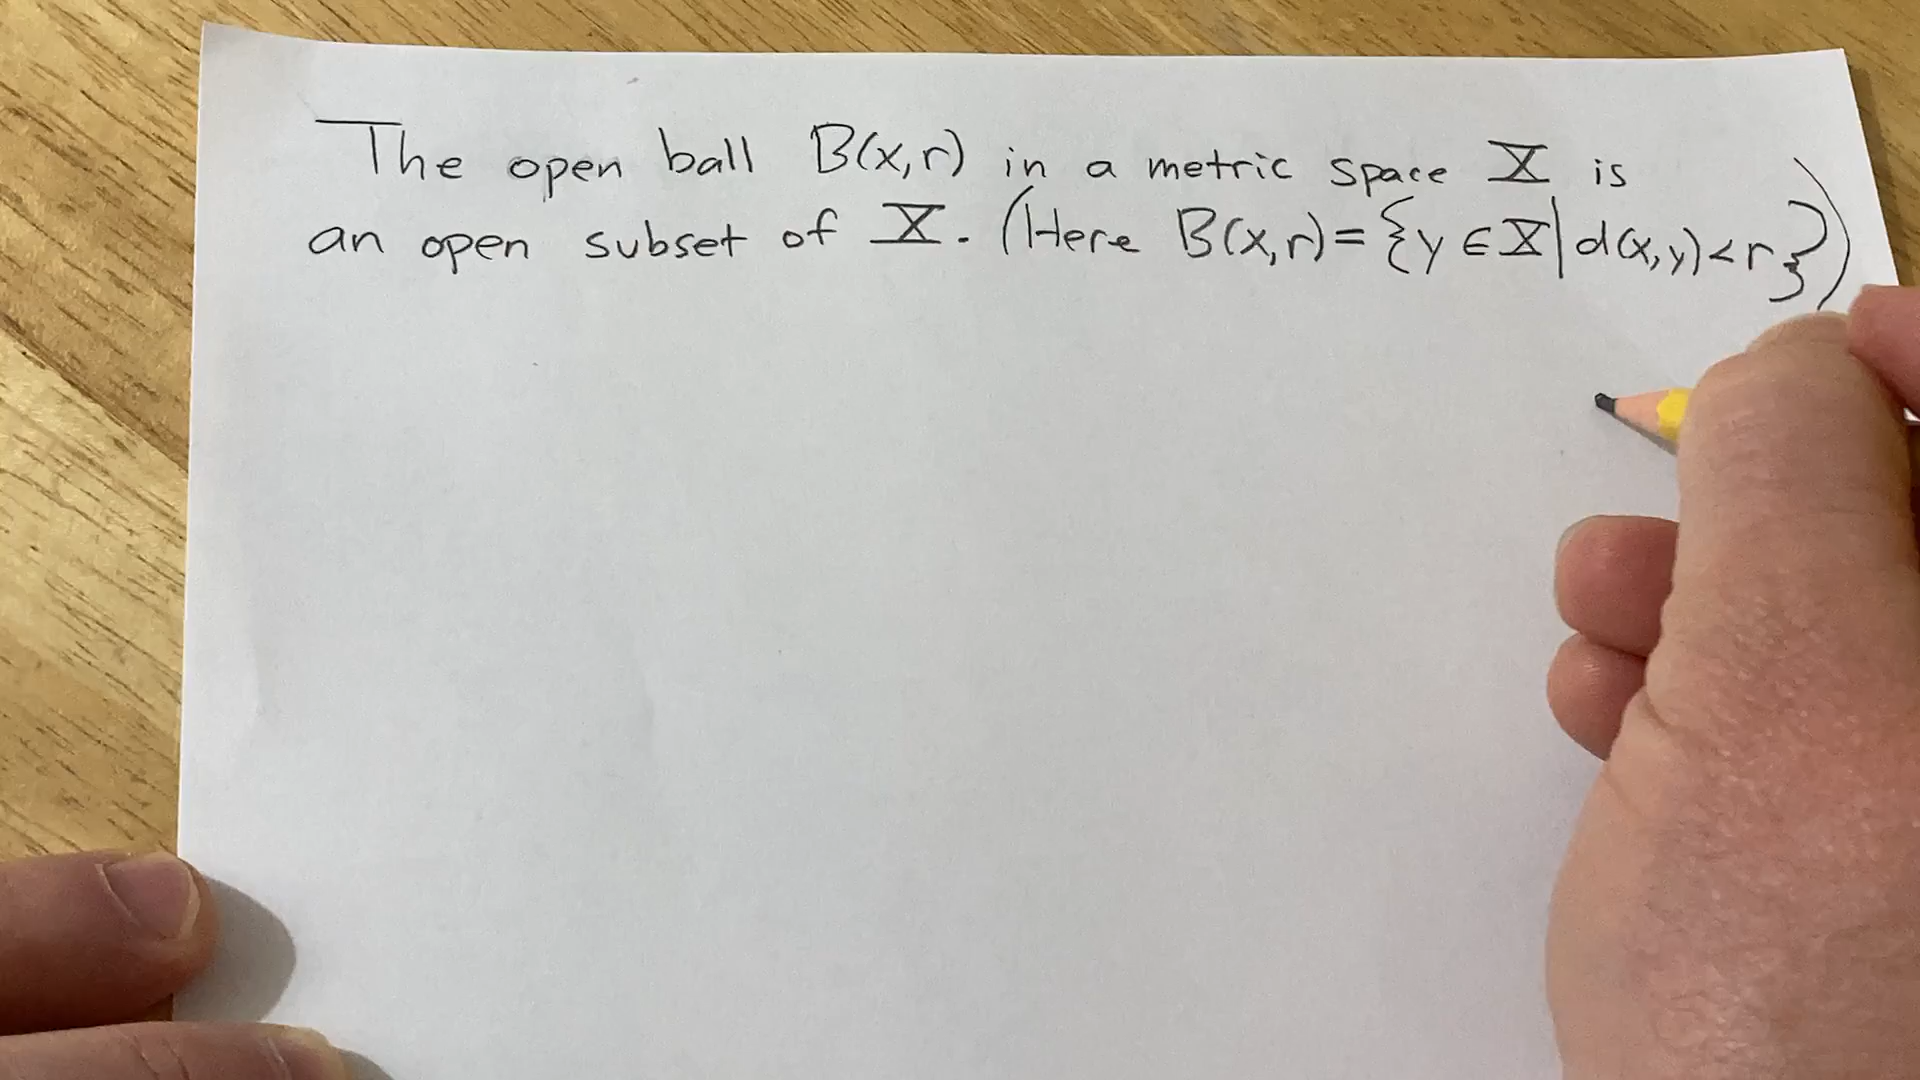 The open ball B(x,r) in a metric space X is
an open subset of X. (Here B(x,r)={y∈X|d(x,y)<r})